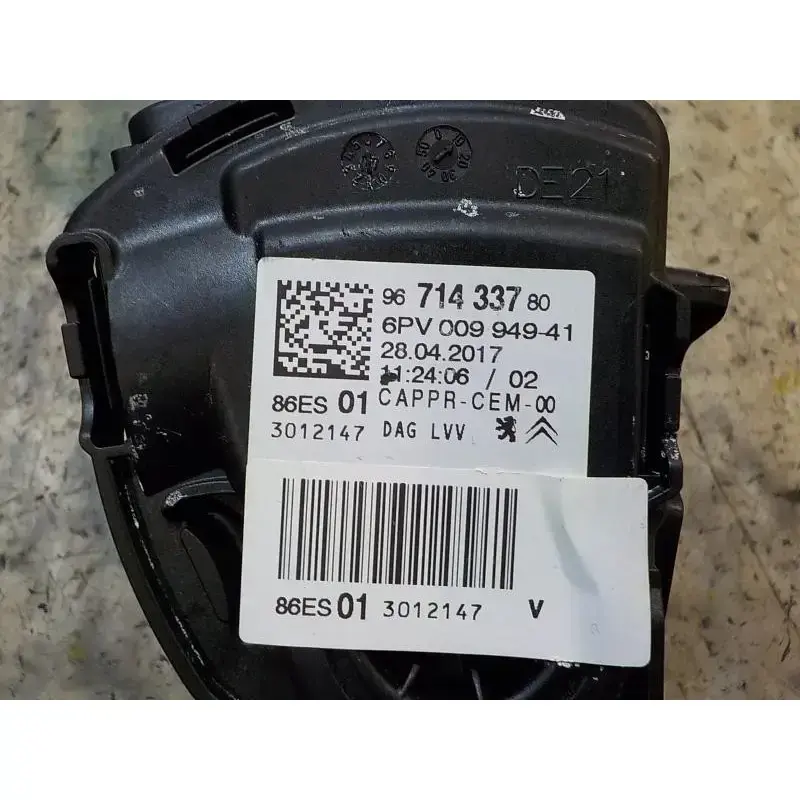 DE21
96 714 337 80
6PV 009 949-41
28.04.2017
11:24:06 / 02
86ES 01 CAPPR-CEM-00
3012147 DAG LVV
86ES 01 3012147 V